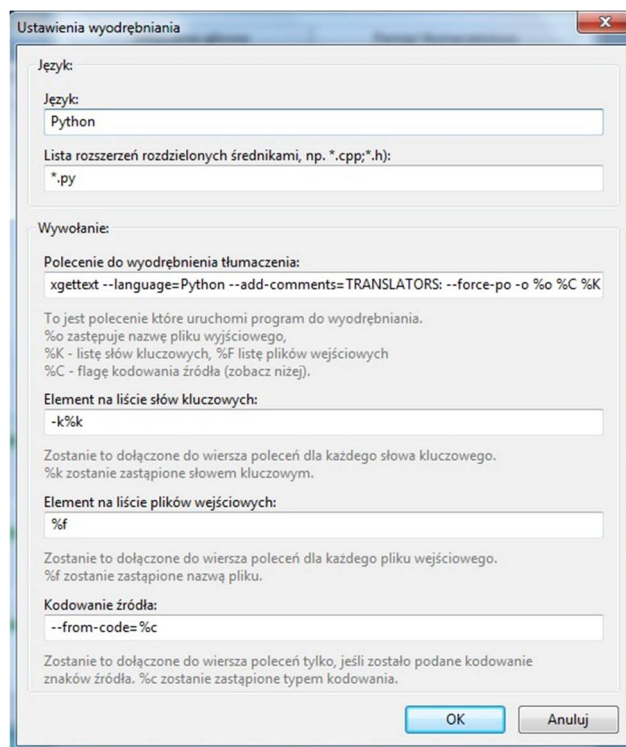 Ustawienia wyodrębniania
Język:
Język:
Python
Lista rozszerzeń rozdzielonych średnikami, np. *.cpp;*.h):
*.py
Wywołanie:
Polecenie do wyodrębnienia tłumaczenia:
xgettext --language=Python --add-comments=TRANSLATORS: --force-po -o %o %C %K
To jest polecenie które uruchomi program do wyodrębniania.
%o zastępuje nazwę pliku wyjściowego,
%K - listę słów kluczowych, %F listę plików wejściowych
%C - flagę kodowania źródła (zobacz niżej).
Element na liście słów kluczowych:
-k%k
Zostanie to dołączone do wiersza poleceń dla każdego słowa kluczowego.
%k zostanie zastąpione słowem kluczowym.
Element na liście plików wejściowych:
%f
Zostanie to dołączone do wiersza poleceń dla każdego pliku wejściowego.
%f zostanie zastąpione nazwą pliku.
Kodowanie źródła:
--from-code=%c
Zostanie to dołączone do wiersza poleceń tylko, jeśli zostało podane kodowanie
znaków źródła. %c zostanie zastąpione typem kodowania.
OK
Anuluj